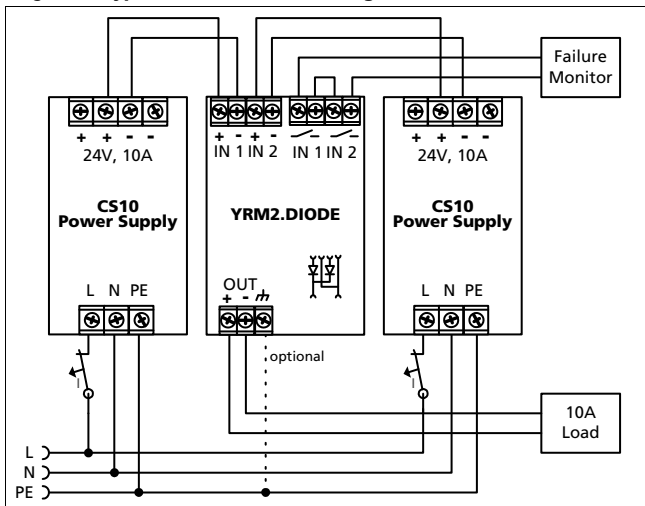 Failure
Monitor
+ + - -
24V, 10A
CS10
Power Supply
L N PE
+ - + -
IN 1 IN 2 IN 1 IN 2
YRM2.DIODE
OUT
+ -
optional
+ + - -
24V, 10A
CS10
Power Supply
L N PE
I
I
10A
Load
L
N
PE